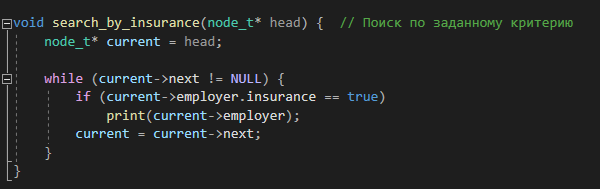 void search_by_insurance(node_t* head) {  // Поиск по заданному критерию
    node_t* current = head;

    while (current->next != NULL) {
        if (current->employer.insurance == true)
            print(current->employer);
        current = current->next;
    }
}